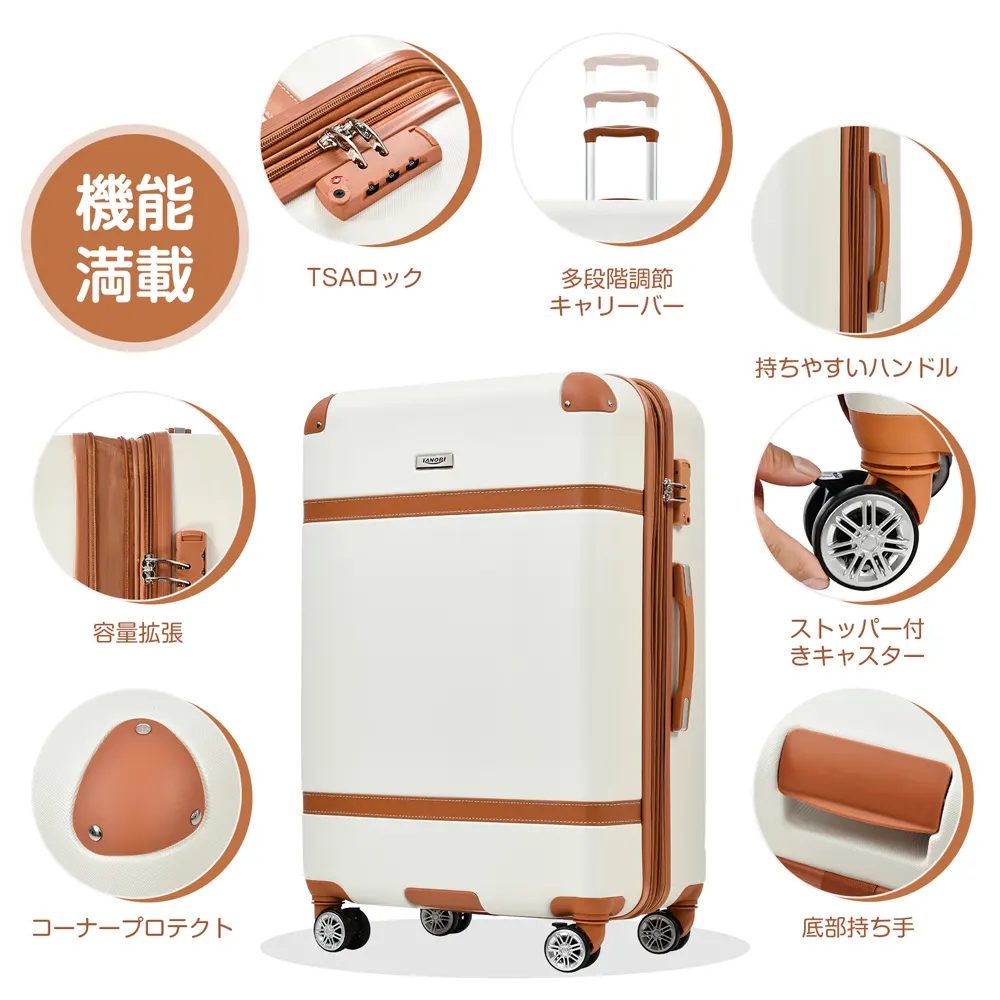 機能
満載
TSAロック
多段階調節
キャリーバー
持ちやすいハンドル
TANOBI
容量拡張
ストッパー付
きキャスター
コーナープロテクト
底部持ち手